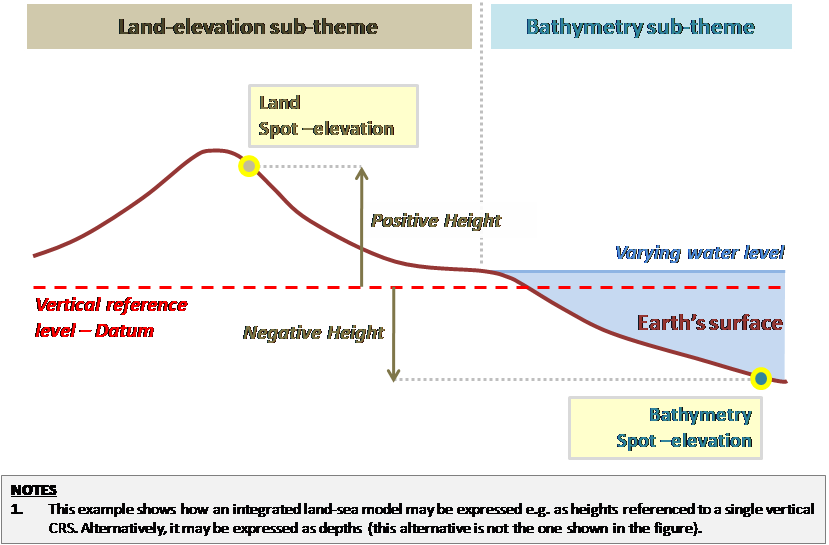 Land-elevation sub-theme
Bathymetry sub-theme
Land
Spot –elevation
Positive Height
Varying water level
Vertical reference
level – Datum
Negative Height
Earth's surface
Bathymetry
Spot –elevation
NOTES
1. This example shows how an integrated land-sea model may be expressed e.g. as heights referenced to a single vertical
CRS. Alternatively, it may be expressed as depths (this alternative is not the one shown in the figure).